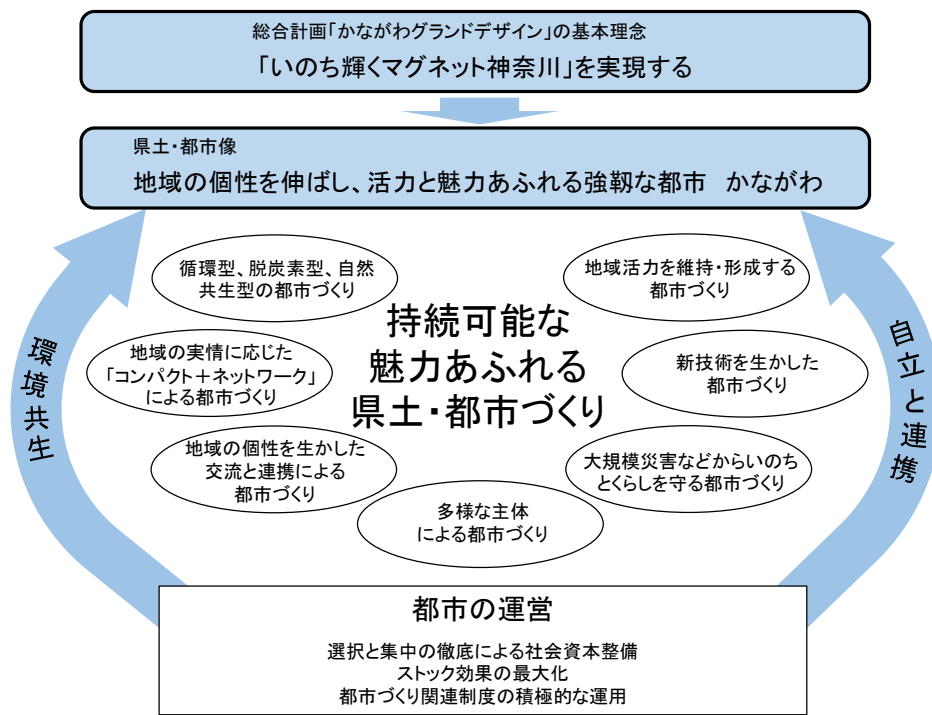 総合計画「かながわグランドデザイン」の基本理念
「いのち輝くマグネット神奈川」を実現する
県土・都市像
地域の個性を伸ばし、活力と魅力あふれる強靱な都市　かながわ
循環型、脱炭素型、自然
共生型の都市づくり
地域活力を維持・形成する
都市づくり
持続可能な
魅力あふれる
県土・都市づくり
環境共生
自立と連携
地域の実情に応じた
「コンパクト＋ネットワーク」
による都市づくり
新技術を生かした
都市づくり
地域の個性を生かした
交流と連携による
都市づくり
大規模災害などからいのち
とくらしを守る都市づくり
多様な主体
による都市づくり
都市の運営
選択と集中の徹底による社会資本整備
ストック効果の最大化
都市づくり関連制度の積極的な運用